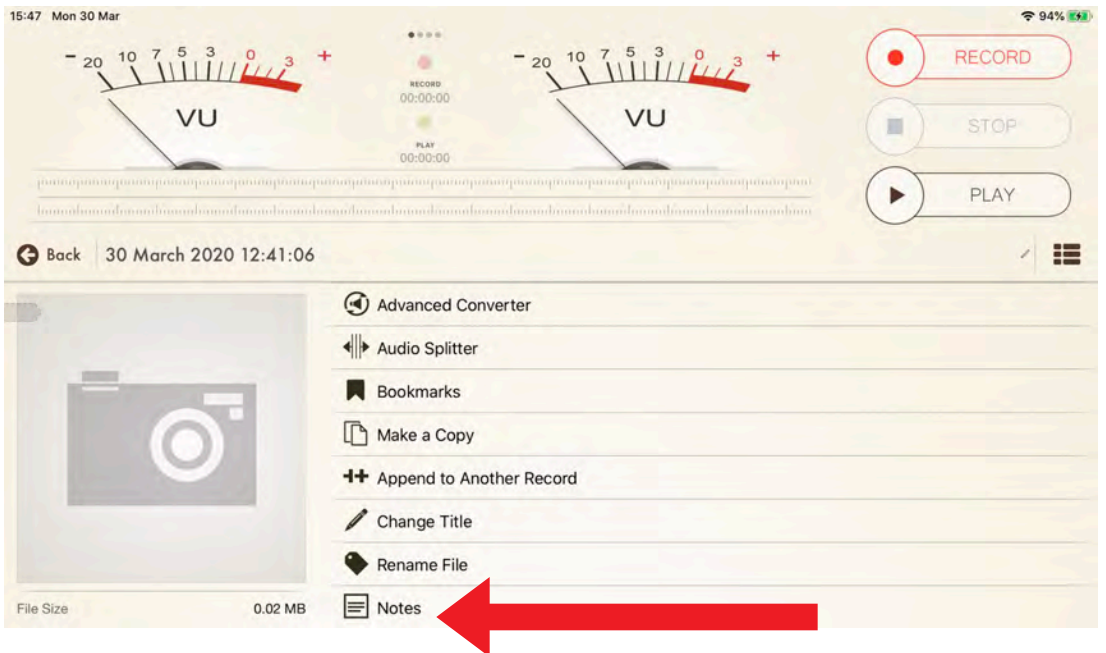 15:47 Mon 30 Mar
94%
- 20 10 7 5 3 0 3 +
VU
RECORD
00:00:00
PLAY
00:00:00
- 20 10 7 5 3 0 3 +
VU
RECORD
STOP
PLAY
Back 30 March 2020 12:41:06
Advanced Converter
Audio Splitter
Bookmarks
Make a Copy
Append to Another Record
Change Title
Rename File
File Size 0.02 MB
Notes